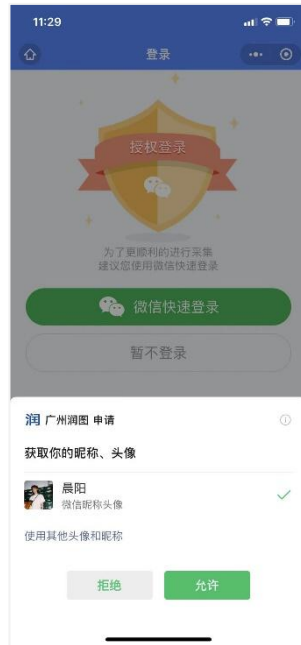 11:29
登录
授权登录
为了更顺利的进行采集
建议您使用微信快速登录
微信快速登录
暂不登录
润 广州润图 申请
获取你的昵称、头像
晨阳
微信昵称头像
使用其他头像和昵称
拒绝
允许